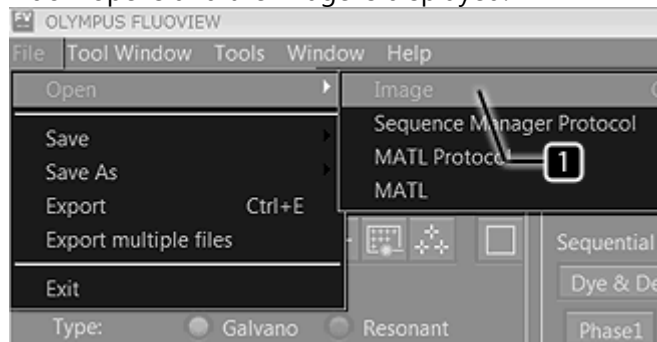 OLYMPUS FLUOVIEW
File Tool Window Tools Window Help
Open
Image
Sequence Manager Protocol
MATL Protocol
1
MATL
Save
Save As
Export Ctrl+E
Export multiple files
Exit
Sequential
Dye & De
Type: Galvano Resonant
Phase1